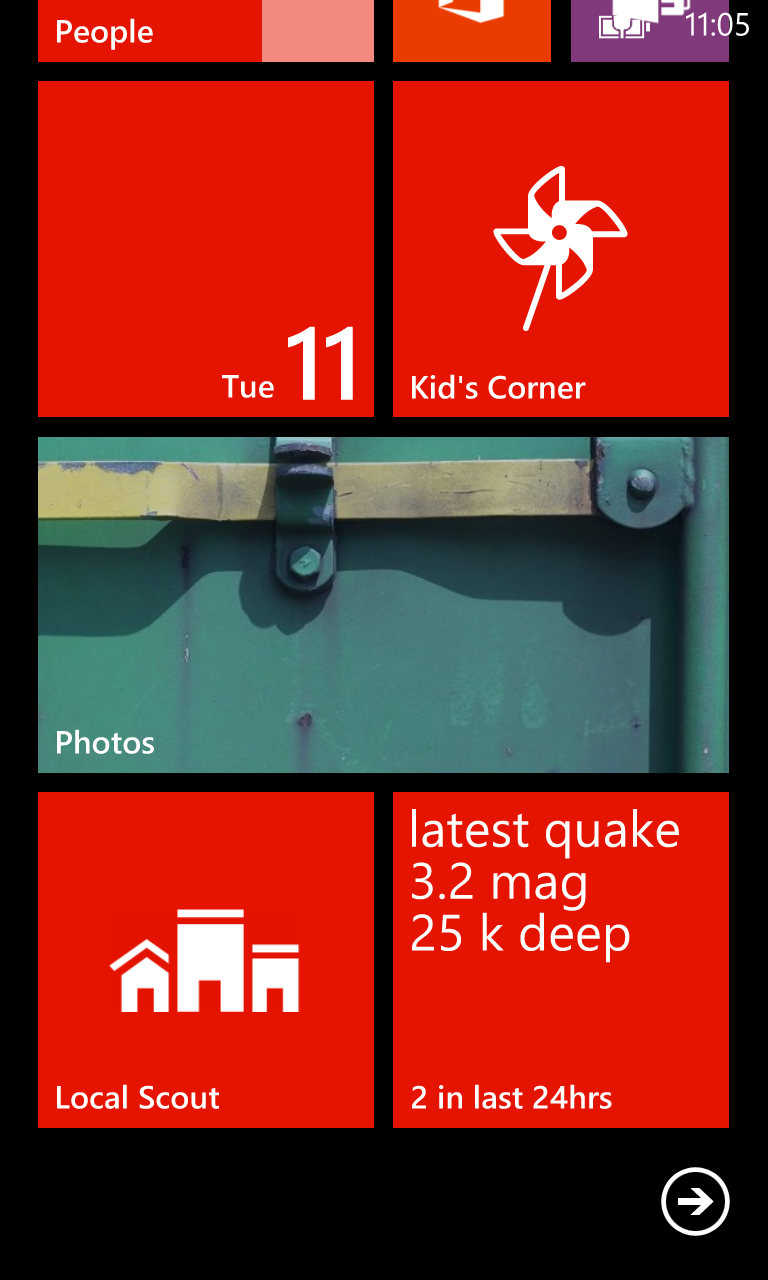 11:05
People
Tue 11
Kid's Corner
Photos
latest quake
3.2 mag
25 k deep
Local Scout
2 in last 24hrs